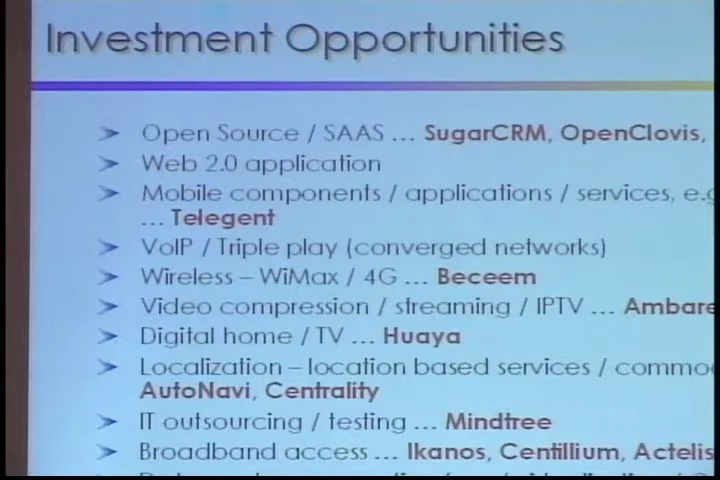 Investment Opportunities
➢ Open Source / SAAS ... SugarCRM, OpenClovis,
➢ Web 2.0 application
➢ Mobile components / applications / services, e.g
... Telegent
➢ VoIP / Triple play (converged networks)
➢ Wireless – WiMax / 4G ... Beceem
➢ Video compression / streaming / IPTV ... Ambare
➢ Digital home / TV ... Huaya
➢ Localization – location based services / commo
AutoNavi, Centrality
➢ IT outsourcing / testing ... Mindtree
➢ Broadband access ... Ikanos, Centillium, Actelis